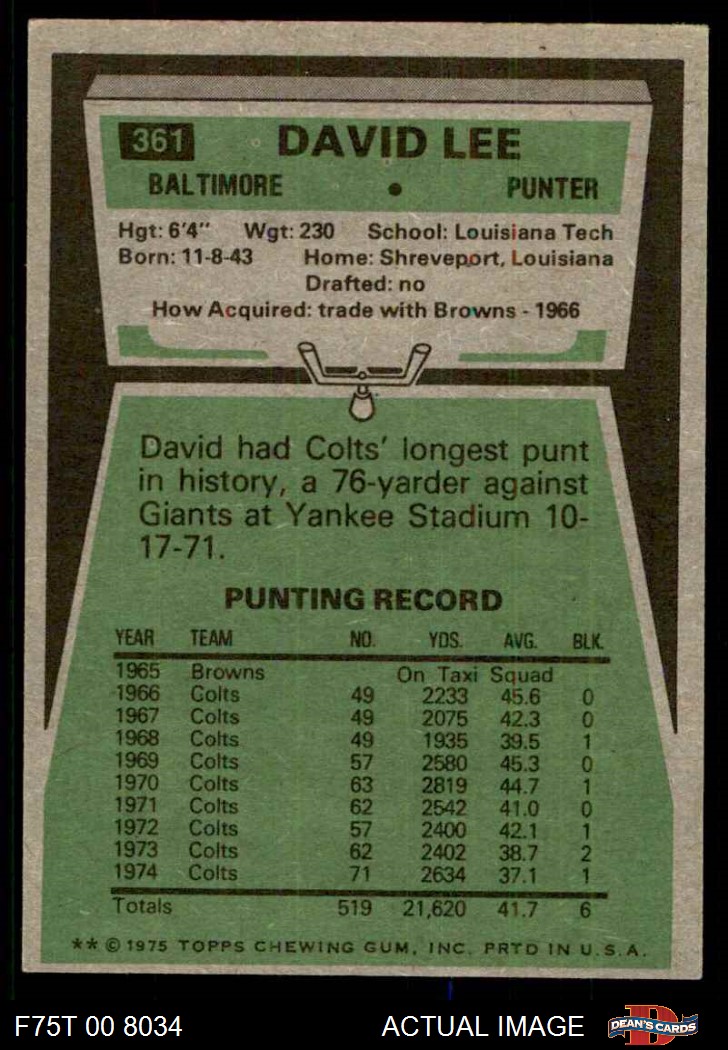 361 DAVID LEE
BALTIMORE • PUNTER
Hgt: 6'4" Wgt: 230 School: Louisiana Tech
Born: 11-8-43 Home: Shreveport, Louisiana
Drafted: no
How Acquired: trade with Browns - 1966
David had Colts' longest punt
in history, a 76-yarder against
Giants at Yankee Stadium 10-
17-71.
PUNTING RECORD
YEAR TEAM NO. YDS. AVG. BLK.
1965 Browns On Taxi Squad
1966 Colts 49 2233 45.6 0
1967 Colts 49 2075 42.3 0
1968 Colts 49 1935 39.5 1
1969 Colts 57 2580 45.3 0
1970 Colts 63 2819 44.7 1
1971 Colts 62 2542 41.0 0
1972 Colts 57 2400 42.1 1
1973 Colts 62 2402 38.7 2
1974 Colts 71 2634 37.1 1
Totals 519 21,620 41.7 6
** © 1975 TOPPS CHEWING GUM, INC. PRTD IN U.S.A.
F75T 00 8034 ACTUAL IMAGE DEAN'S CARDS